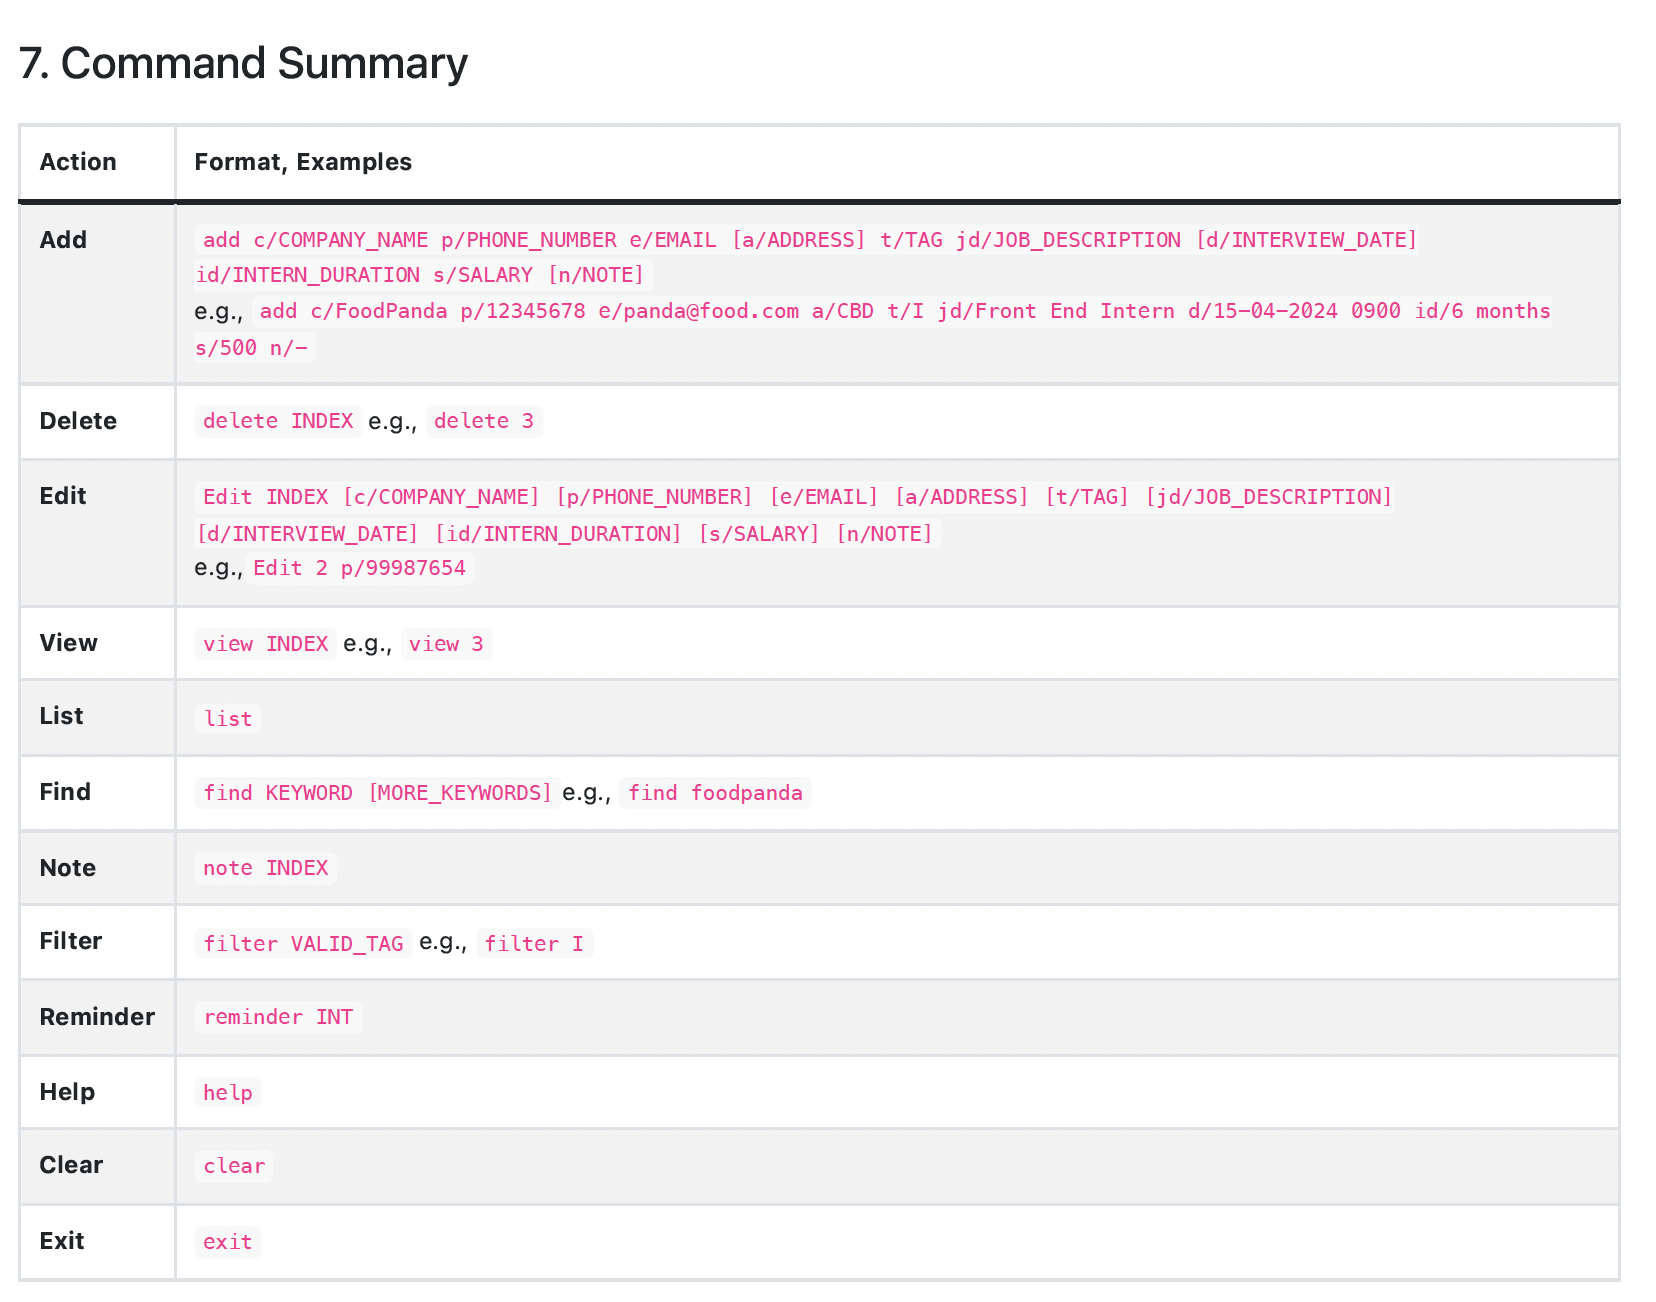 7. Command Summary
Action Format, Examples
Add add c/COMPANY_NAME p/PHONE_NUMBER e/EMAIL [a/ADDRESS] t/TAG jd/JOB_DESCRIPTION [d/INTERVIEW_DATE]
id/INTERN_DURATION s/SALARY [n/NOTE]
e.g., add c/FoodPanda p/12345678 e/panda@food.com a/CBD t/I jd/Front End Intern d/15-04-2024 0900 id/6 months
s/500 n/-
Delete delete INDEX e.g., delete 3
Edit Edit INDEX [c/COMPANY_NAME] [p/PHONE_NUMBER] [e/EMAIL] [a/ADDRESS] [t/TAG] [jd/JOB_DESCRIPTION]
[d/INTERVIEW_DATE] [id/INTERN_DURATION] [s/SALARY] [n/NOTE]
e.g., Edit 2 p/99987654
View view INDEX e.g., view 3
List list
Find find KEYWORD [MORE_KEYWORDS] e.g., find foodpanda
Note note INDEX
Filter filter VALID_TAG e.g., filter I
Reminder reminder INT
Help help
Clear clear
Exit exit